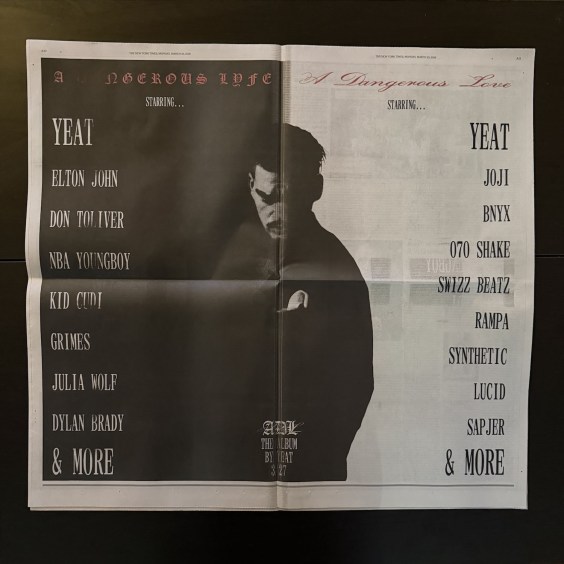 A NGEROUS LYFE
STARRING...
YEAT
ELTON JOHN
DON TOLIVER
NBA YOUNGBOY
KID CUDI
GRIMES
JULIA WOLF
DYLAN BRADY
& MORE
A Dangerous Love
STARRING...
YEAT
JOJI
BNYX
070 SHAKE
SWIZZ BEATZ
RAMPA
SYNTHETIC
LUCID
SAPJER
& MORE
ADL
THE ALBUM
BY YEAT
3 27